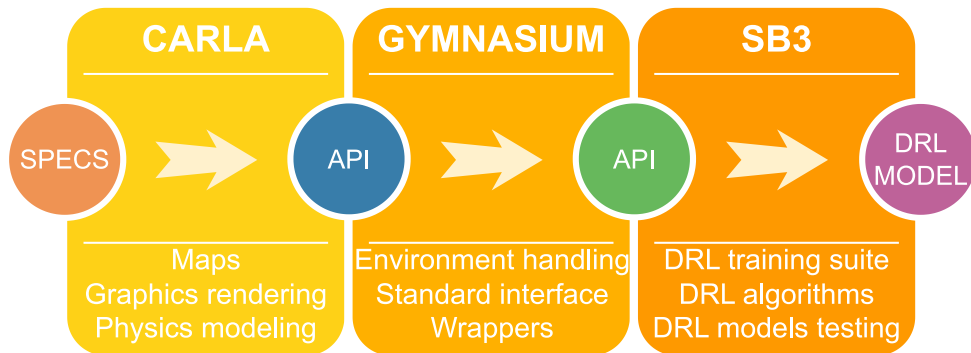 CARLA
GYMNASIUM
SB3
SPECS
API
API
DRL
MODEL
Maps
Graphics rendering
Physics modeling
Environment handling
Standard interface
Wrappers
DRL training suite
DRL algorithms
DRL models testing